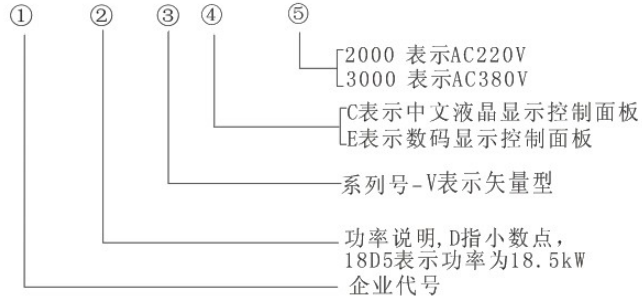 ① ② ③ ④ ⑤
2000 表示AC220V
3000 表示AC380V
C表示中文液晶显示控制面板
E表示数码显示控制面板
系列号-V表示矢量型
功率说明,D指小数点，
18D5表示功率为18.5kW
企业代号